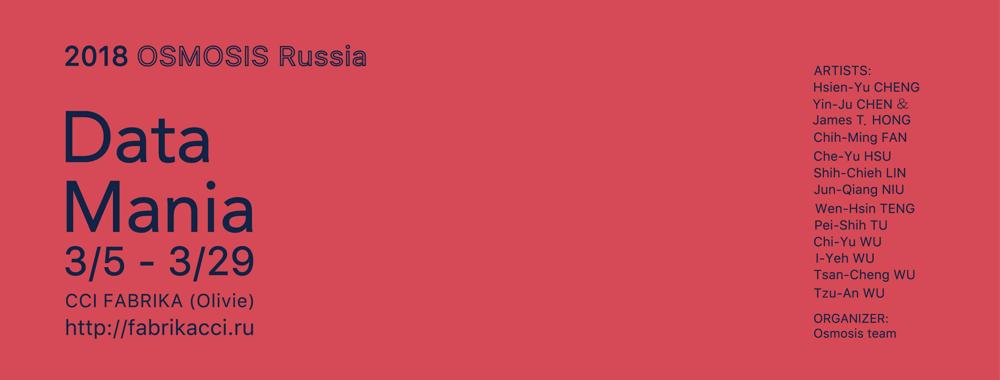 2018 OSMOSIS Russia
Data
Mania
3/5 - 3/29
CCI FABRIKA (Olivie)
http://fabrikacci.ru
ARTISTS:
Hsien-Yu CHENG
Yin-Ju CHEN &
James T. HONG
Chih-Ming FAN
Che-Yu HSU
Shih-Chieh LIN
Jun-Qiang NIU
Wen-Hsin TENG
Pei-Shih TU
Chi-Yu WU
I-Yeh WU
Tsan-Cheng WU
Tzu-An WU
ORGANIZER:
Osmosis team